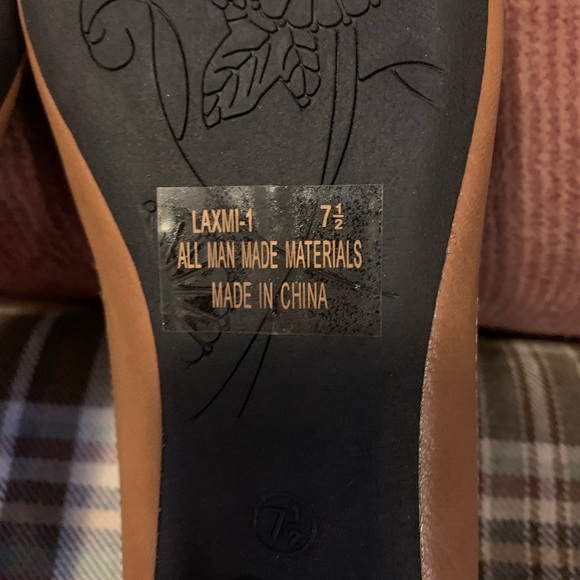 LAXMI-1 7½
ALL MAN MADE MATERIALS
MADE IN CHINA
7½